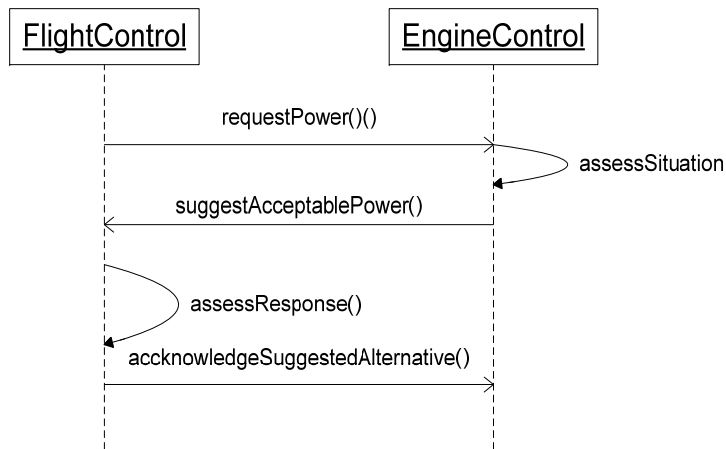 FlightControl
EngineControl
requestPower()()
assessSituation
suggestAcceptablePower()
assessResponse()
accknowledgeSuggestedAlternative()